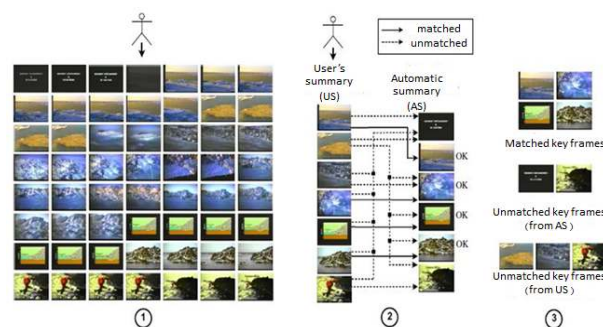 matched
unmatched
User's
summary
(US)
Automatic
summary
(AS)
OK
OK
OK
OK
Matched key frames
Unmatched key frames
(from AS)
Unmatched key frames
(from US)
1
2
3